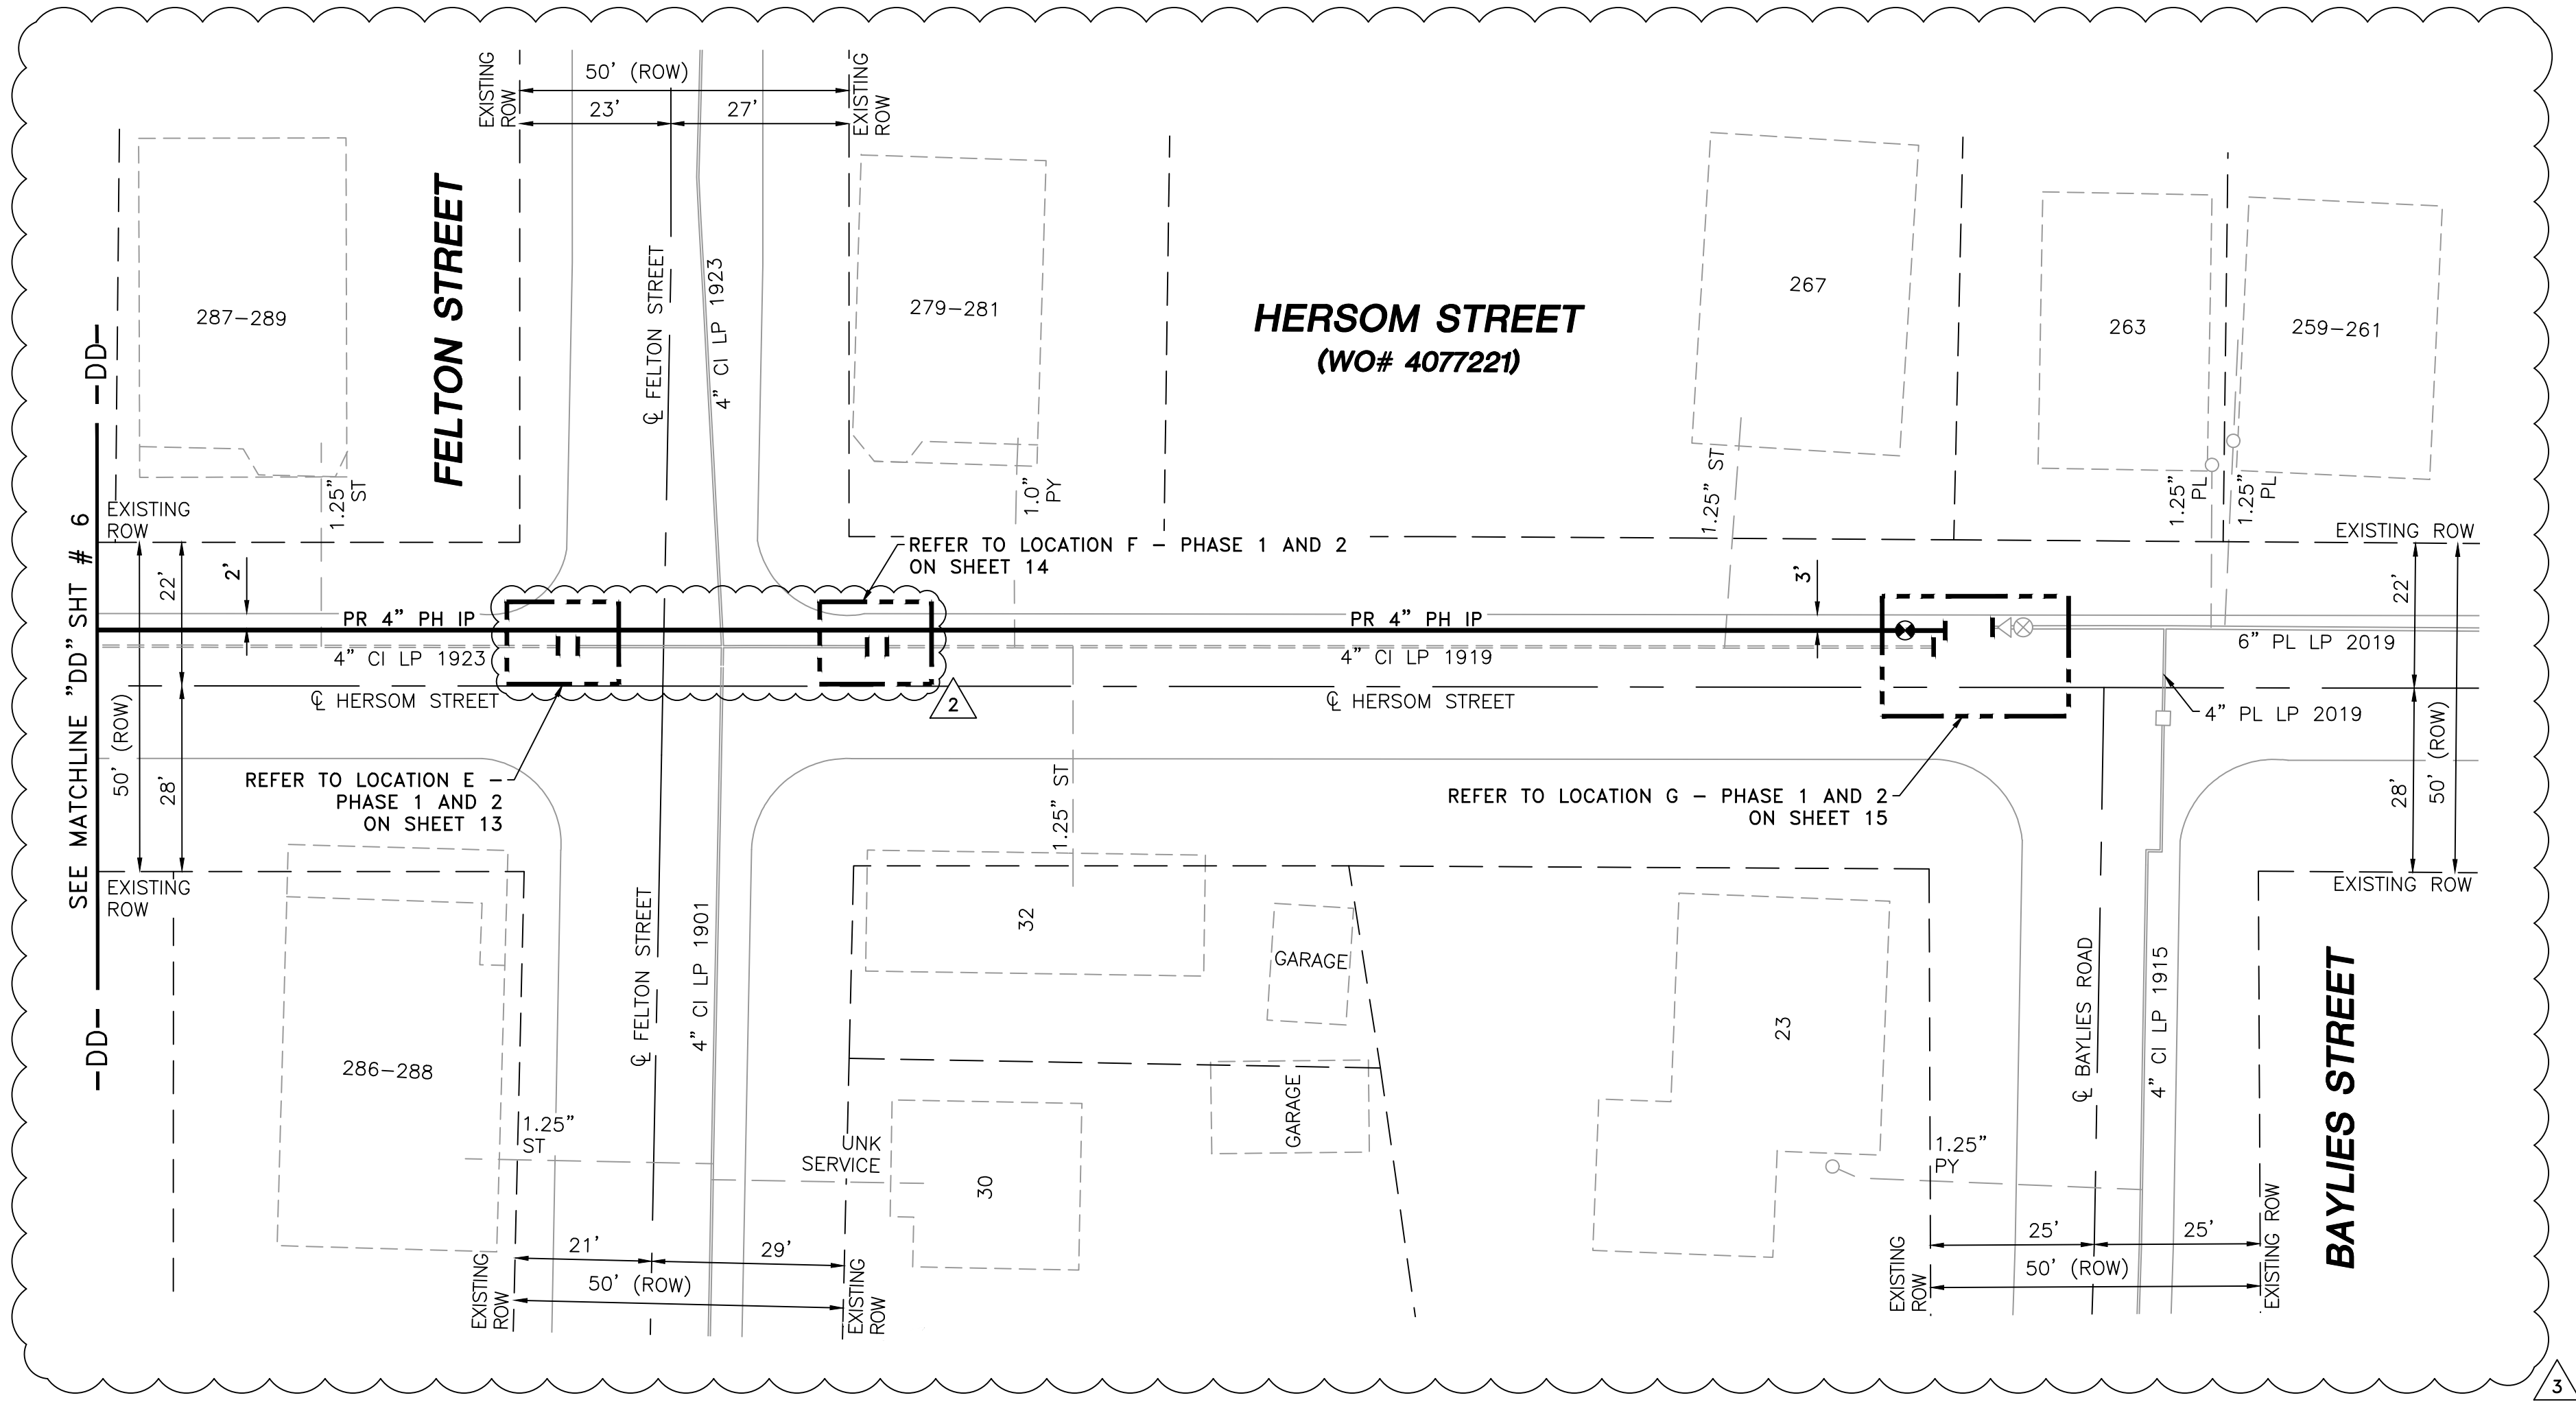 EXISTING
ROW
50' (ROW)
23'
27'
EXISTING
ROW
287-289
FELTON STREET
℄ FELTON STREET
4" CI LP 1923
279-281
HERSOM STREET
(WO# 4077221)
267
263
259-261
-DD-
SEE MATCHLINE "DD" SHT # 6
-DD-
EXISTING
ROW
1.25"
ST
1.0"
PY
1.25" ST
1.25"
PL
1.25"
PL
EXISTING ROW
REFER TO LOCATION F - PHASE 1 AND 2
ON SHEET 14
22'
2'
3'
22'
PR 4" PH IP
PR 4" PH IP
4" CI LP 1923
4" CI LP 1919
6" PL LP 2019
℄ HERSOM STREET
2
℄ HERSOM STREET
4" PL LP 2019
50' (ROW)
28'
28'
50' (ROW)
REFER TO LOCATION E -
PHASE 1 AND 2
ON SHEET 13
1.25" ST
REFER TO LOCATION G - PHASE 1 AND 2
ON SHEET 15
EXISTING
ROW
EXISTING ROW
℄ FELTON STREET
4" CI LP 1901
32
GARAGE
23
℄ BAYLIES ROAD
4" CI LP 1915
BAYLIES STREET
286-288
GARAGE
1.25"
ST
UNK
SERVICE
30
1.25"
PY
21'
29'
50' (ROW)
EXISTING
ROW
EXISTING
ROW
25'
25'
50' (ROW)
EXISTING
ROW
EXISTING ROW
3